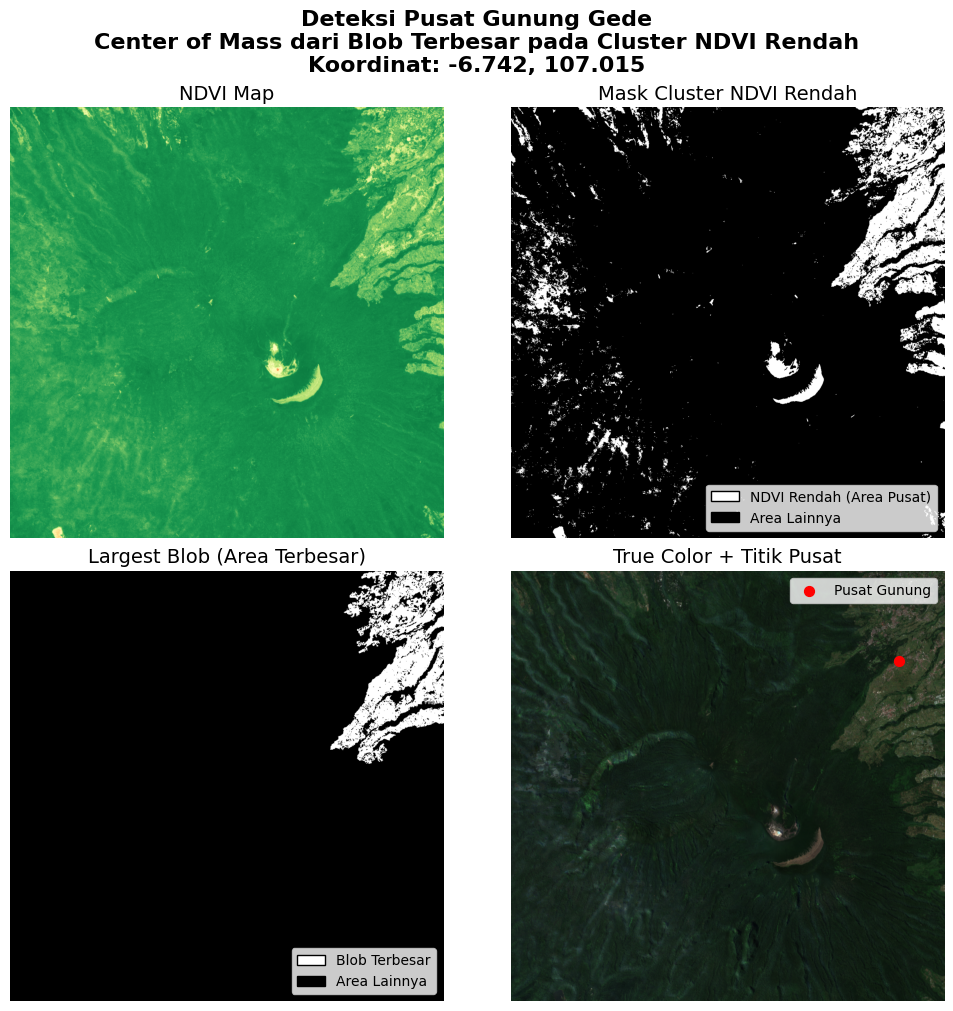 Deteksi Pusat Gunung Gede
Center of Mass dari Blob Terbesar pada Cluster NDVI Rendah
Koordinat: -6.742, 107.015
NDVI Map
Mask Cluster NDVI Rendah
NDVI Rendah (Area Pusat)
Area Lainnya
Largest Blob (Area Terbesar)
True Color + Titik Pusat
Pusat Gunung
Blob Terbesar
Area Lainnya